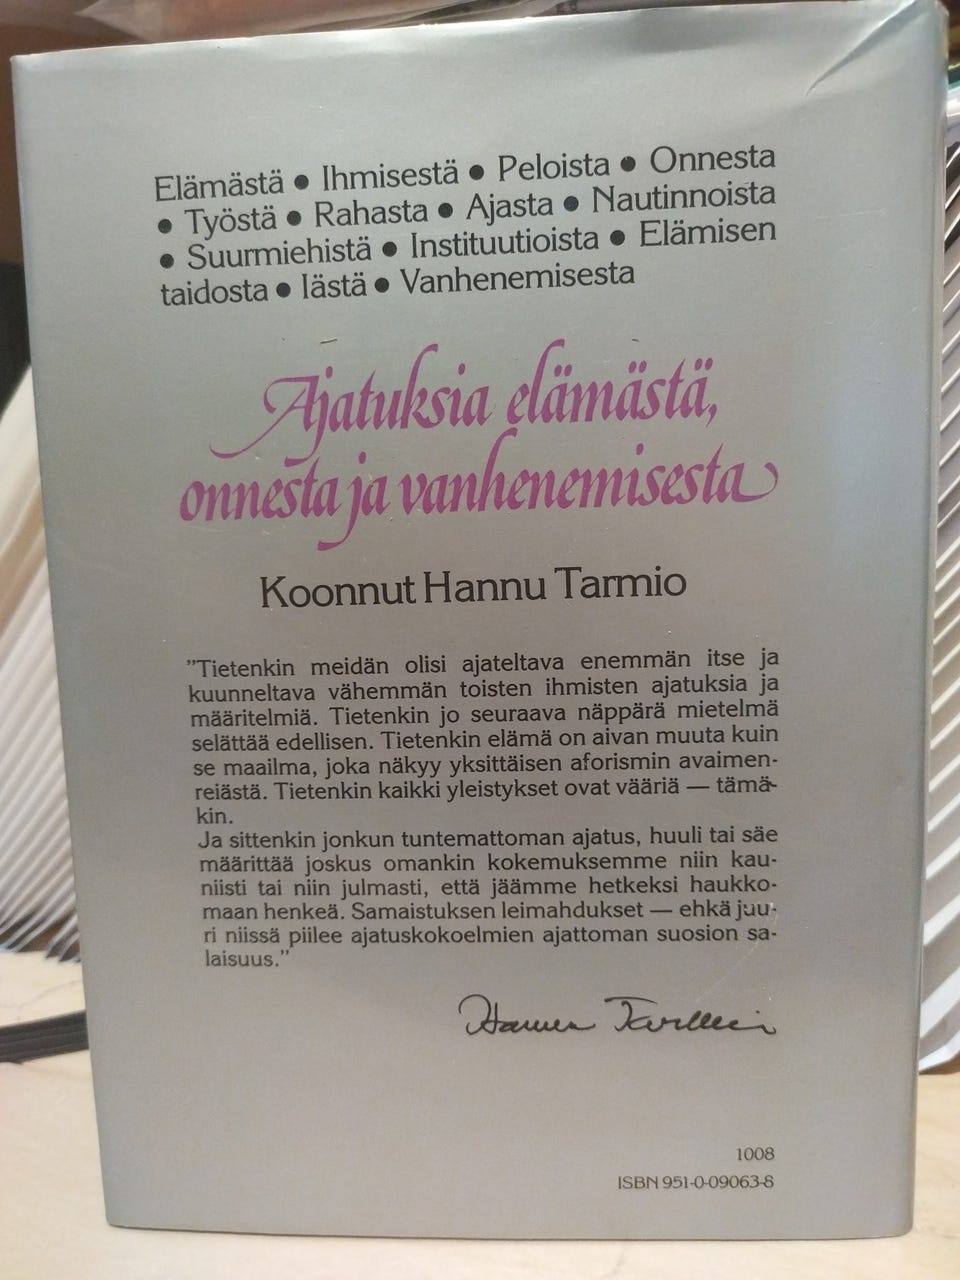 Elämästä ● Ihmisestä ● Peloista ● Onnesta
● Työstä ● Rahasta ● Ajasta ● Nautinnoista
● Suurmiehistä ● Instituutioista ● Elämisen
taidosta ● Iästä ● Vanhenemisesta
Ajatuksia elämästä,
onnesta ja vanhenemisesta
Koonnut Hannu Tarmio
”Tietenkin meidän olisi ajateltava enemmän itse ja
kuunneltava vähemmän toisten ihmisten ajatuksia ja
määritelmiä. Tietenkin jo seuraava näppärä mietelmä
selättää edellisen. Tietenkin elämä on aivan muuta kuin
se maailma, joka näkyy yksittäisen aforismin avaimen-
reiästä. Tietenkin kaikki yleistykset ovat vääriä — tämä-
kin.
Ja sittenkin jonkun tuntemattoman ajatus, huuli tai säe
määrittää joskus omankin kokemuksemme niin kau-
niisti tai niin julmasti, että jäämme hetkeksi haukko-
maan henkeä. Samaistuksen leimahdukset — ehkä juu-
ri niissä piilee ajatuskokoelmien ajattoman suosion sa-
laisuus.”
Hannu Tarmio
1008
ISBN 951-0-09063-8